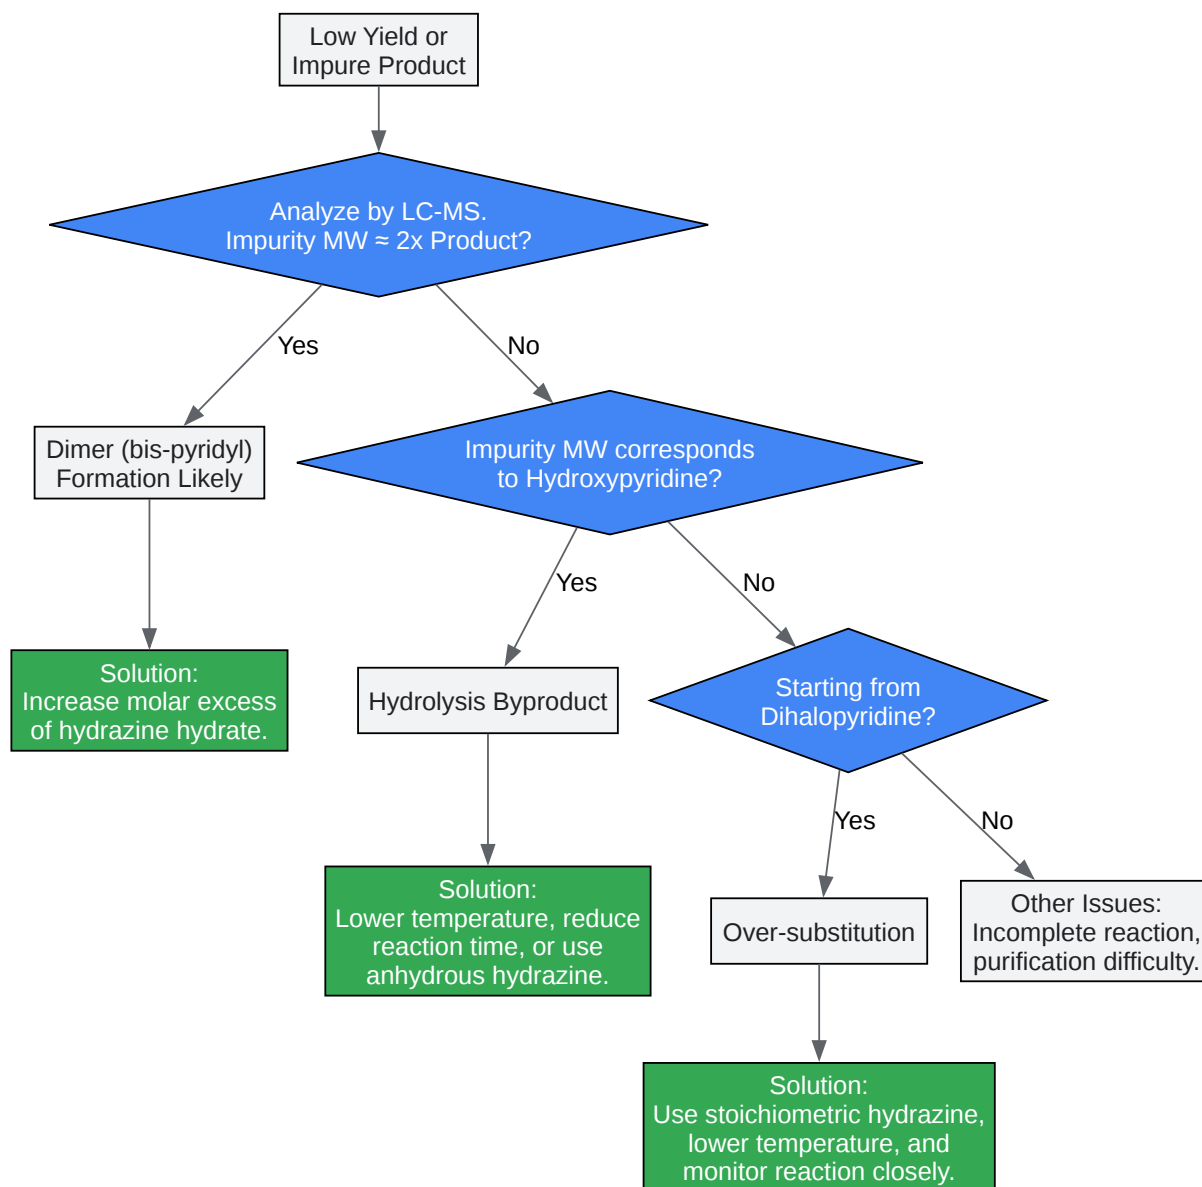 Low Yield or
Impure Product
Analyze by LC-MS.
Impurity MW ≈ 2x Product?
Yes
No
Dimer (bis-pyridyl)
Formation Likely
Impurity MW corresponds
to Hydroxypyridine?
Solution:
Increase molar excess
of hydrazine hydrate.
Yes
No
Hydrolysis Byproduct
Starting from
Dihalopyridine?
Solution:
Lower temperature, reduce
reaction time, or use
anhydrous hydrazine.
Yes
No
Over-substitution
Other Issues:
Incomplete reaction,
purification difficulty.
Solution:
Use stoichiometric hydrazine,
lower temperature, and
monitor reaction closely.